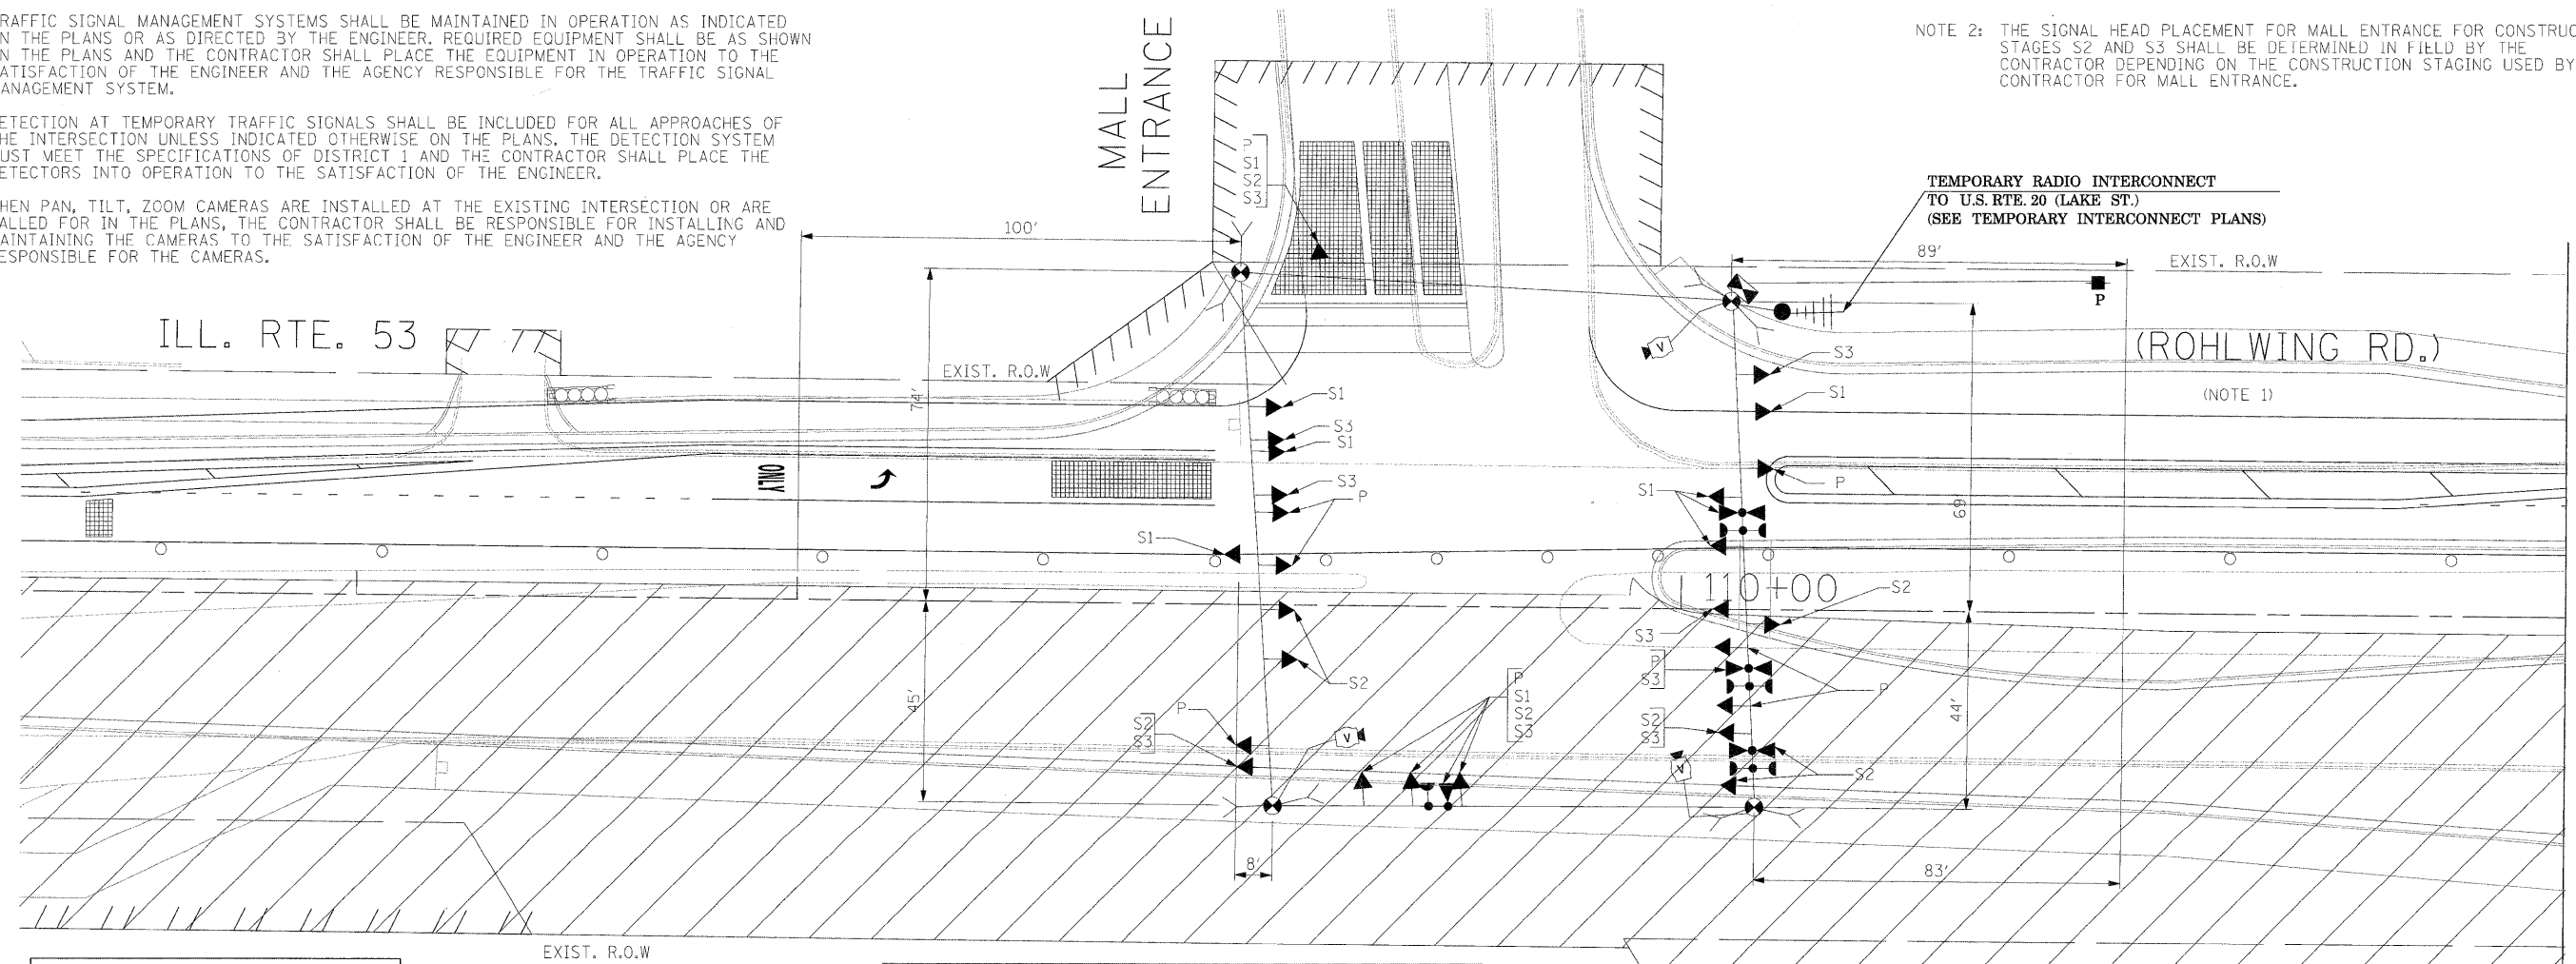 RAFFIC SIGNAL MANAGEMENT SYSTEMS SHALL BE MAINTAINED IN OPERATION AS INDICATED
N THE PLANS OR AS DIRECTED BY THE ENGINEER. REQUIRED EQUIPMENT SHALL BE AS SHOWN
N THE PLANS AND THE CONTRACTOR SHALL PLACE THE EQUIPMENT IN OPERATION TO THE
ATISFACTION OF THE ENGINEER AND THE AGENCY RESPONSIBLE FOR THE TRAFFIC SIGNAL
ANAGEMENT SYSTEM.
ETECTION AT TEMPORARY TRAFFIC SIGNALS SHALL BE INCLUDED FOR ALL APPROACHES OF
HE INTERSECTION UNLESS INDICATED OTHERWISE ON THE PLANS. THE DETECTION SYSTEM
UST MEET THE SPECIFICATIONS OF DISTRICT 1 AND THE CONTRACTOR SHALL PLACE THE
ETECTORS INTO OPERATION TO THE SATISFACTION OF THE ENGINEER.
HEN PAN, TILT, ZOOM CAMERAS ARE INSTALLED AT THE EXISTING INTERSECTION OR ARE
ALLED FOR IN THE PLANS, THE CONTRACTOR SHALL BE RESPONSIBLE FOR INSTALLING AND
AINTAINING THE CAMERAS TO THE SATISFACTION OF THE ENGINEER AND THE AGENCY
ESPONSIBLE FOR THE CAMERAS.
NOTE 2: THE SIGNAL HEAD PLACEMENT FOR MALL ENTRANCE FOR CONSTRUC
STAGES S2 AND S3 SHALL BE DETERMINED IN FIELD BY THE
CONTRACTOR DEPENDING ON THE CONSTRUCTION STAGING USED BY
CONTRACTOR FOR MALL ENTRANCE.
MALL
ENTRANCE
P
S1
S2
S3
TEMPORARY RADIO INTERCONNECT
TO U.S. RTE. 20 (LAKE ST.)
(SEE TEMPORARY INTERCONNECT PLANS)
100'
89'
EXIST. R.O.W
P
V
ILL. RTE. 53
(ROHLWING RD.)
(NOTE 1)
EXIST. R.O.W
74'
S3
S1
S1
S3
S1
ONLY
S3
P
P
S1
69'
S1
110+00
S2
S3
P
S3
P
S2
P
S1
S2
S3
45'
44'
P
S2
S3
S2
S3
V
V
S2
8'
83'
EXIST. R.O.W